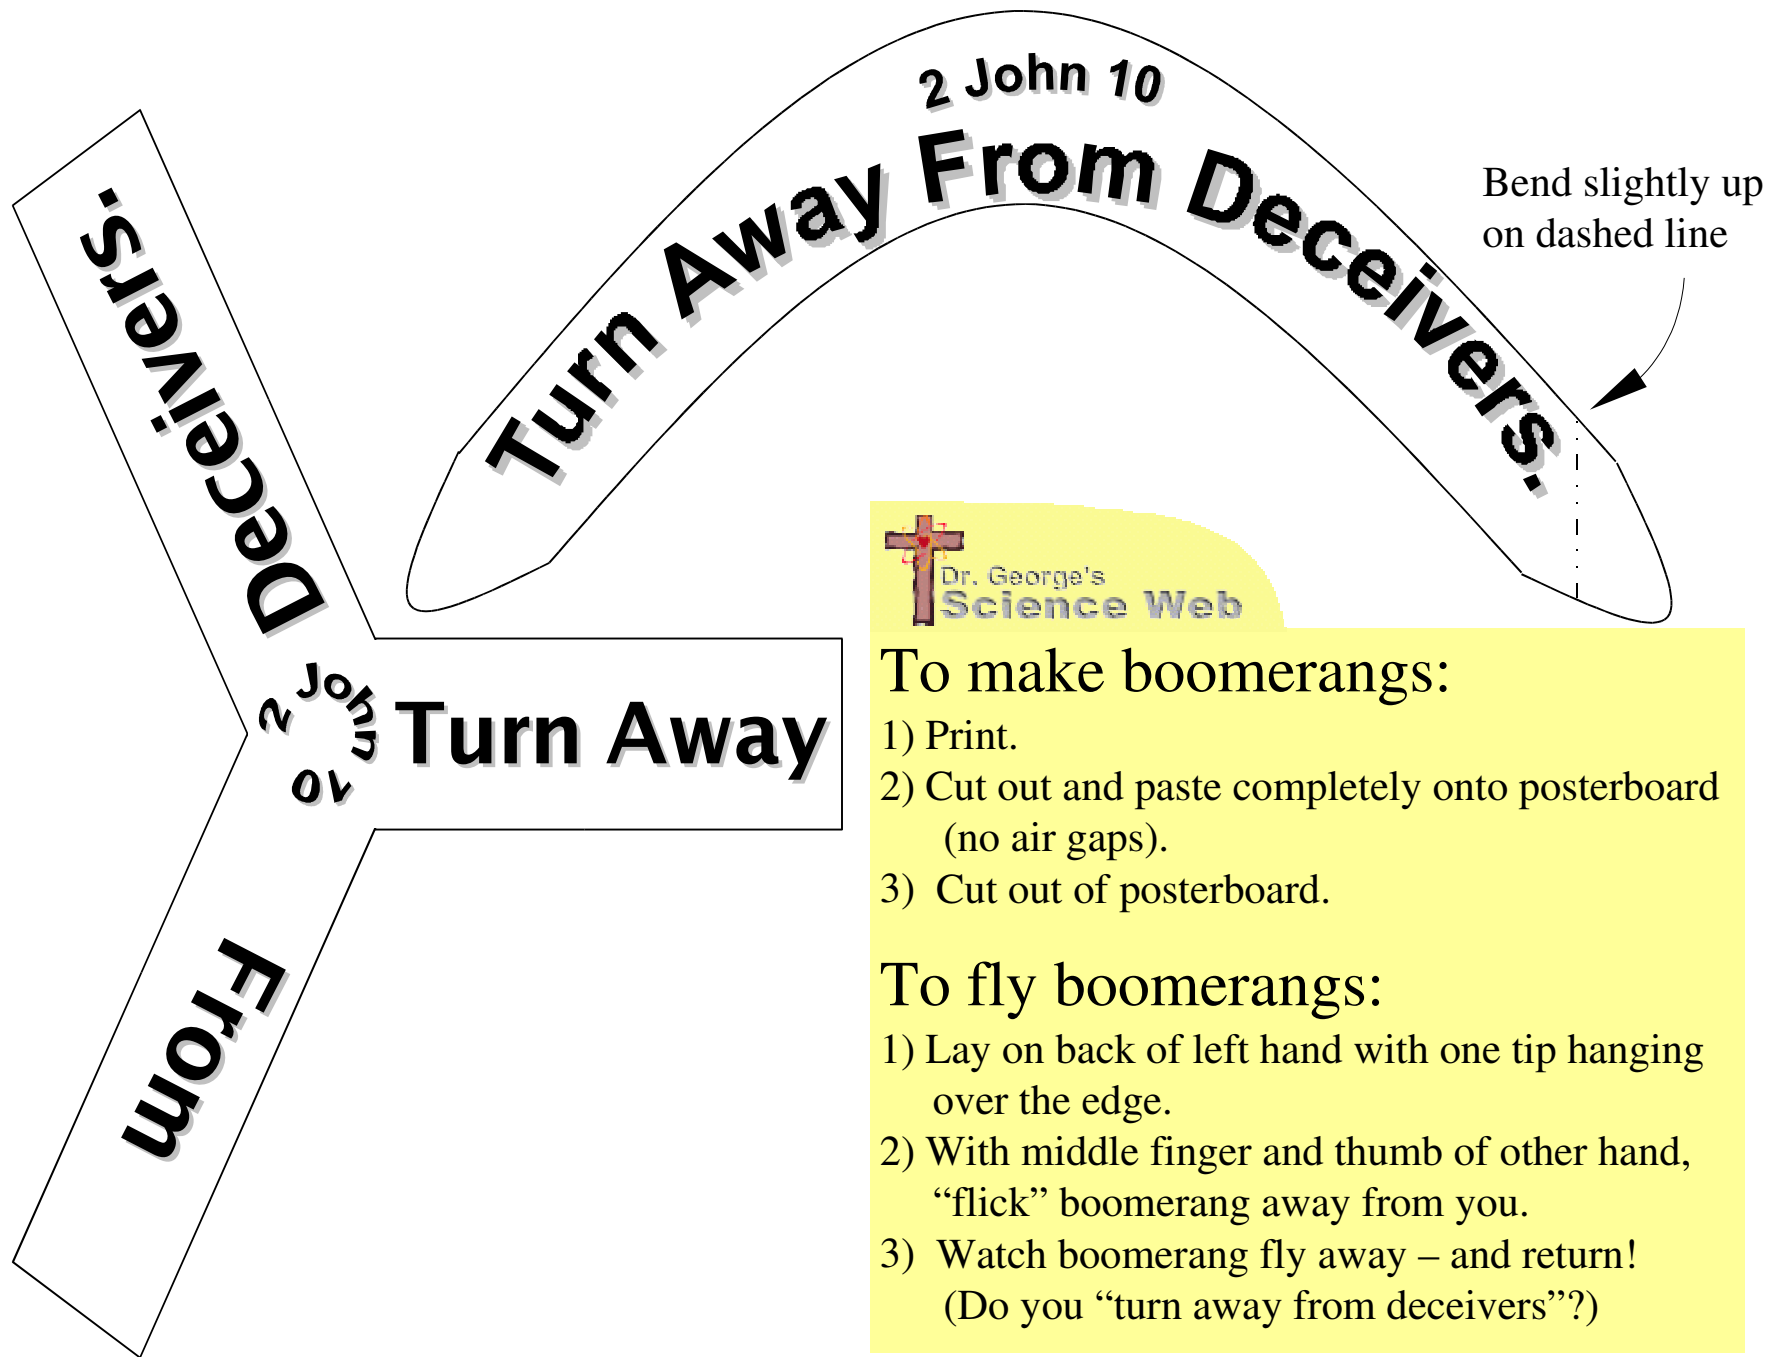 2 John 10
Turn Away From Deceivers.
Bend slightly up
on dashed line
Deceivers.
2 John 10
Turn Away
From
Dr. George's
Science Web
To make boomerangs:
1) Print.
2) Cut out and paste completely onto posterboard
(no air gaps).
3) Cut out of posterboard.
To fly boomerangs:
1) Lay on back of left hand with one tip hanging
over the edge.
2) With middle finger and thumb of other hand,
“flick” boomerang away from you.
3) Watch boomerang fly away – and return!
(Do you “turn away from deceivers”?)